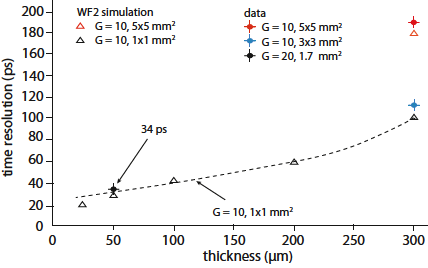 WF2 simulation
G = 10, 5x5 mm²
G = 10, 1x1 mm²
data
G = 10, 5x5 mm²
G = 10, 3x3 mm²
G = 20, 1.7 mm²
200
180
160
140
120
100
80
60
40
20
0
time resolution (ps)
34 ps
G = 10, 1x1 mm²
0
50
100
150
200
250
300
thickness (μm)